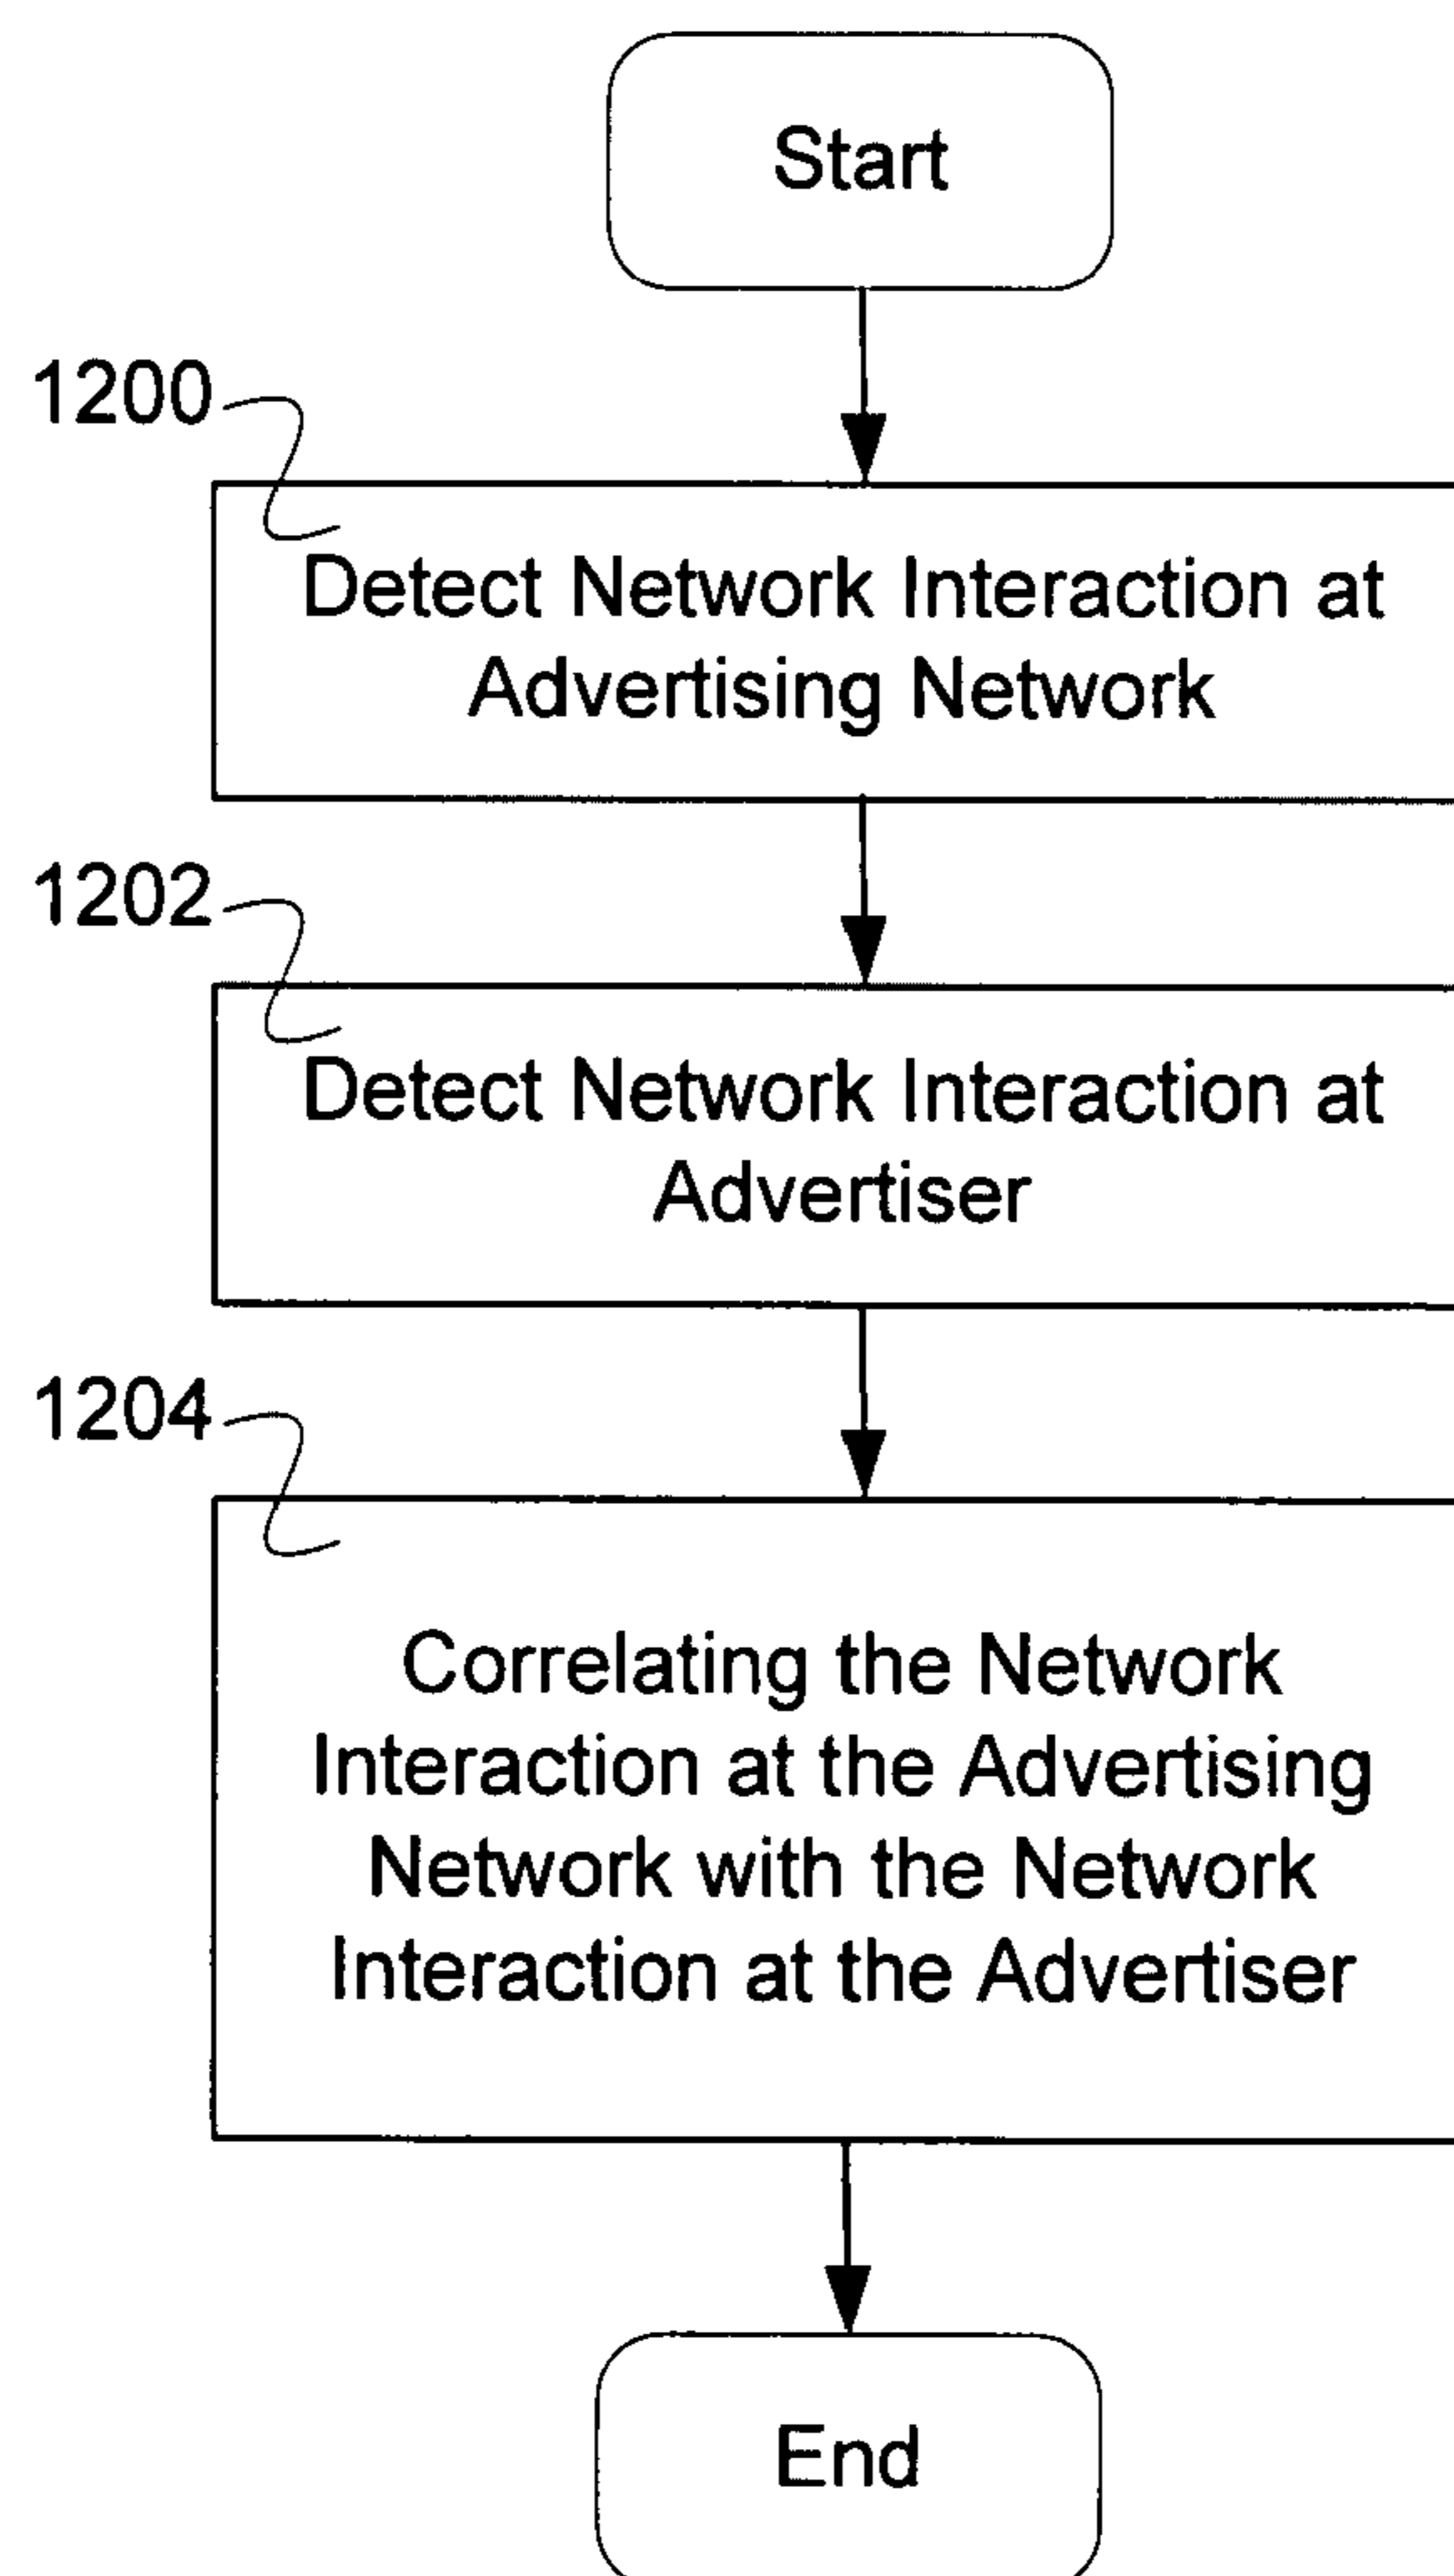 Start
1200
Detect Network Interaction at
Advertising Network
1202
Detect Network Interaction at
Advertiser
1204
Correlating the Network
Interaction at the Advertising
Network with the Network
Interaction at the Advertiser
End